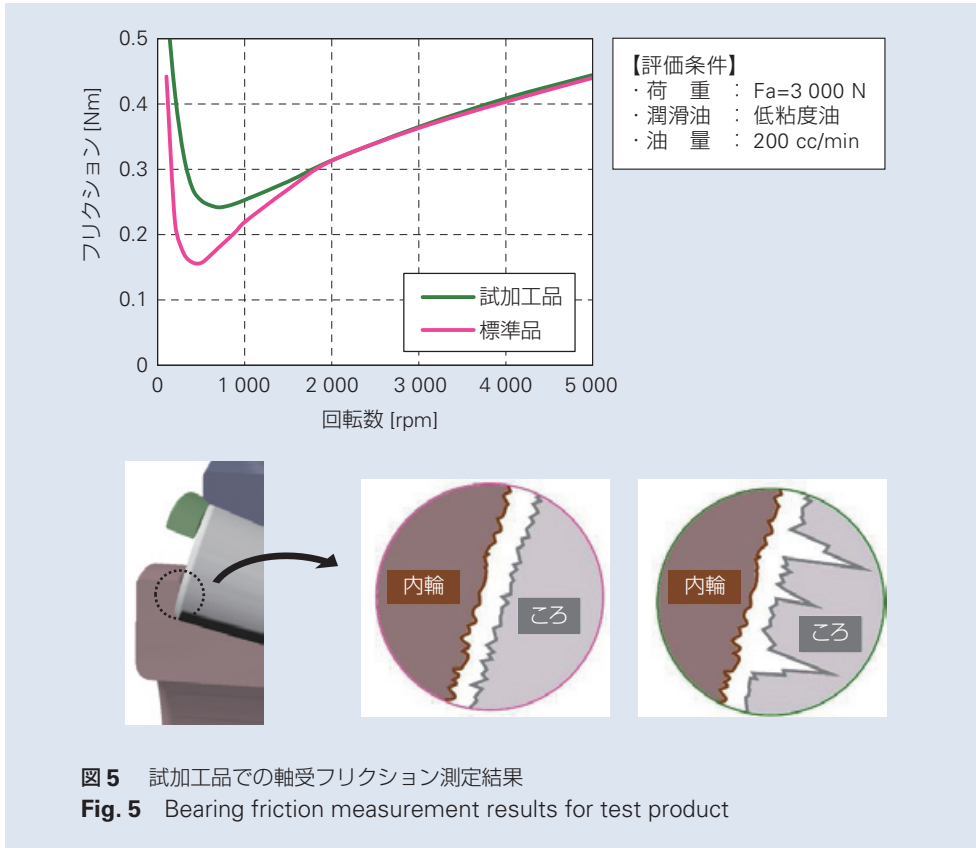 フリクション [Nm]
0.5
0.4
0.3
0.2
0.1
0
0 1 000 2 000 3 000 4 000 5 000
回転数 [rpm]
試加工品
標準品
【評価条件】
・荷　重　: Fa=3 000 N
・潤滑油　: 低粘度油
・油　量　: 200 cc/min
内輪
ころ
内輪
ころ
図5　試加工品での軸受フリクション測定結果
Fig. 5　Bearing friction measurement results for test product